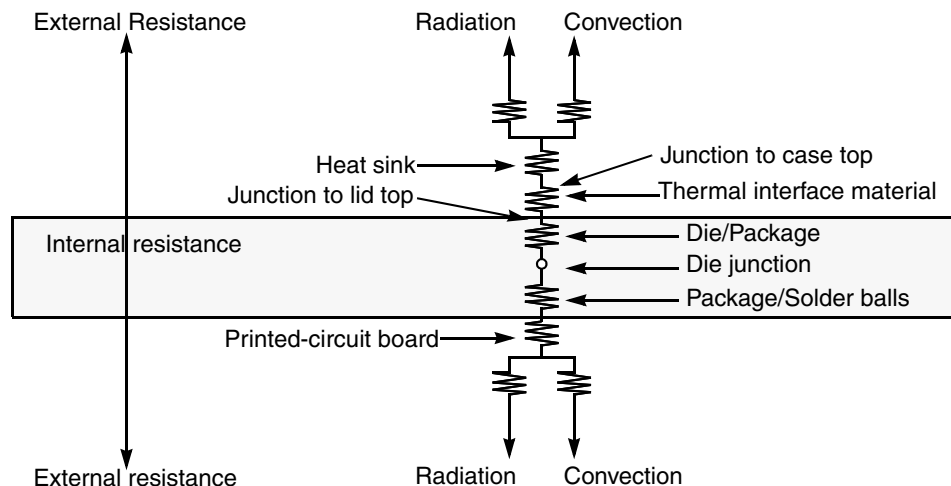 External Resistance
Radiation
Convection
Heat sink
Junction to case top
Junction to lid top
Thermal interface material
Internal resistance
Die/Package
Die junction
Package/Solder balls
Printed-circuit board
External resistance
Radiation
Convection